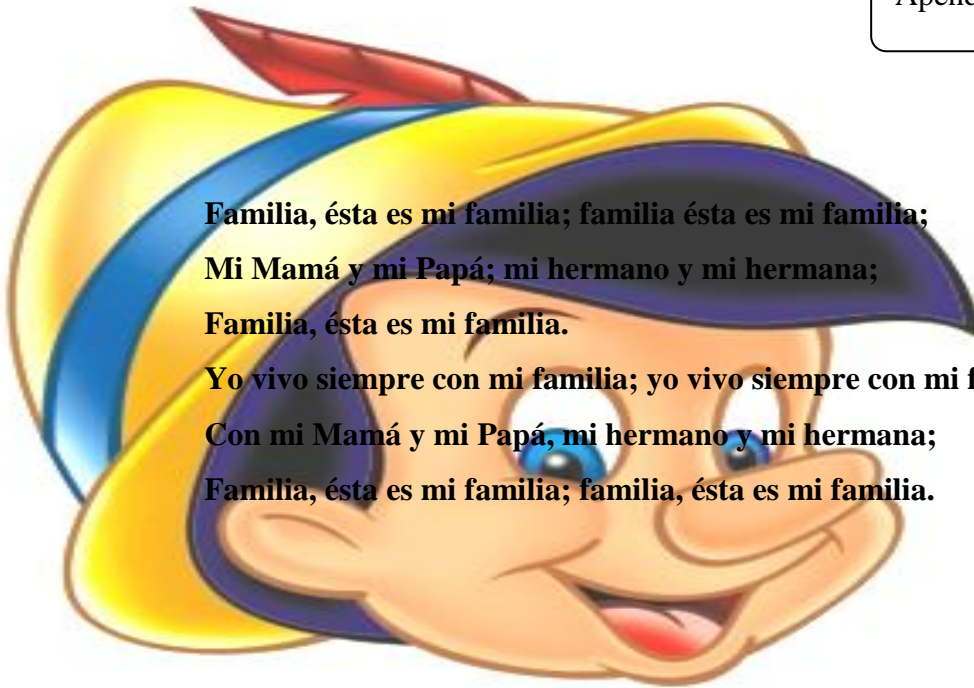 Familia, ésta es mi familia; familia ésta es mi familia;
Mi Mamá y mi Papá; mi hermano y mi hermana;
Familia, ésta es mi familia.
Yo vivo siempre con mi familia; yo vivo siempre con mi
Con mi Mamá y mi Papá, mi hermano y mi hermana;
Familia, ésta es mi familia; familia, ésta es mi familia.